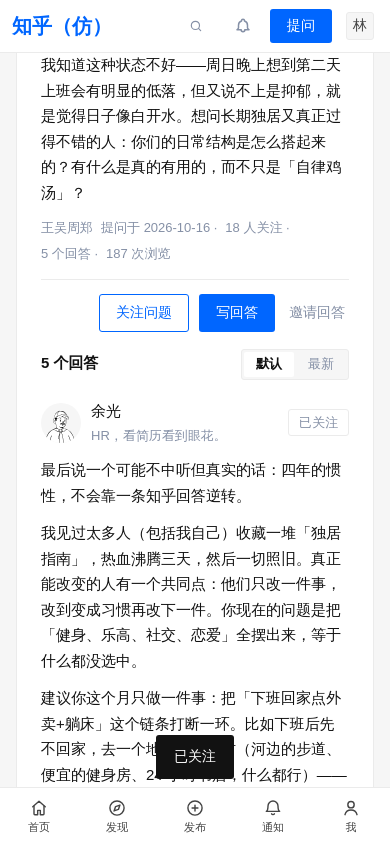 知乎（仿）
提问
林
我知道这种状态不好——周日晚上想到第二天
上班会有明显的低落，但又说不上是抑郁，就
是觉得日子像白开水。想问长期独居又真正过
得不错的人：你们的日常结构是怎么搭起来
的？有什么是真的有用的，而不只是「自律鸡
汤」？
王吴周郑 提问于 2026-10-16 · 18 人关注 ·
5 个回答 · 187 次浏览
关注问题
写回答
邀请回答
5 个回答
默认
最新
余光
HR，看简历看到眼花。
已关注
最后说一个可能不中听但真实的话：四年的惯
性，不会靠一条知乎回答逆转。
我见过太多人（包括我自己）收藏一堆「独居
指南」，热血沸腾三天，然后一切照旧。真正
能改变的人有一个共同点：他们只改一件事，
改到变成习惯再改下一件。你现在的问题是把
「健身、乐高、社交、恋爱」全摆出来，等于
什么都没选中。
建议你这个月只做一件事：把「下班回家点外
卖+躺床」这个链条打断一环。比如下班后先
不回家，去一个地（河边的步道、
便宜的健身房、2 什么都行）——
已关注
首页
发现
发布
通知
我